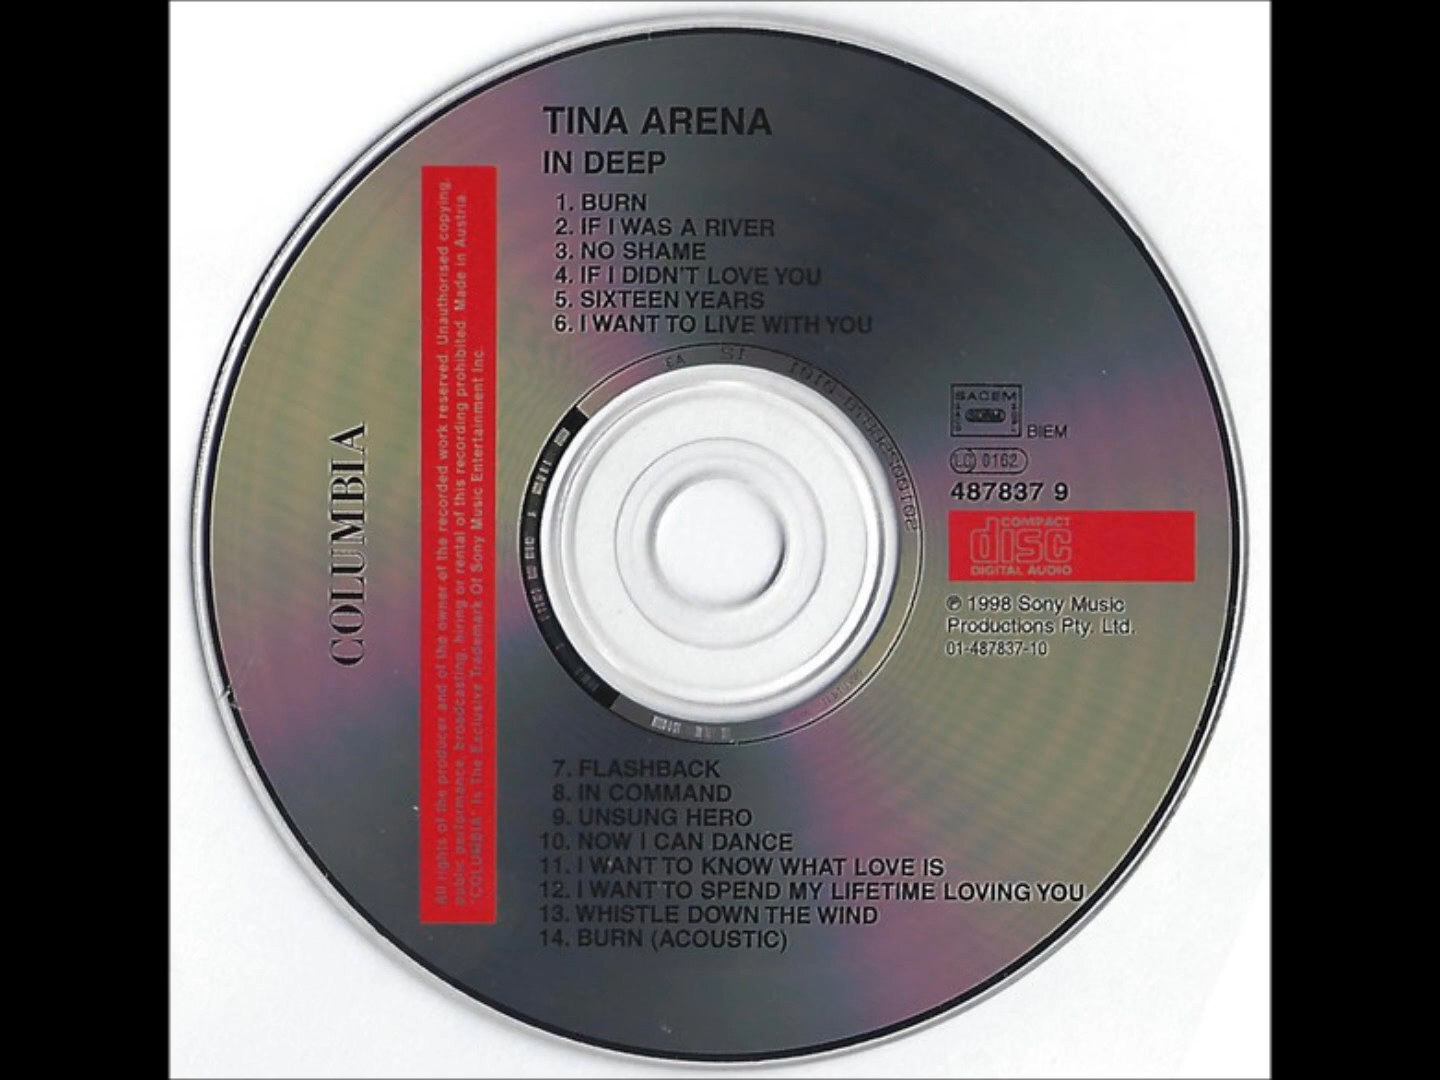 TINA ARENA
IN DEEP
1. BURN
2. IF I WAS A RIVER
3. NO SHAME
4. IF I DIDN'T LOVE YOU
5. SIXTEEN YEARS
6. I WANT TO LIVE WITH YOU
COLUMBIA
All rights of the producer and of the owner of the recorded work reserved. Unauthorised copying,
public performance, broadcasting, hiring or rental of this recording prohibited. Made in Austria.
"COLUMBIA" Is The Exclusive Trademark Of Sony Music Entertainment Inc.
SACEM
BIEM
LC 0162
487837 9
COMPACT
disc
DIGITAL AUDIO
℗ 1998 Sony Music
Productions Pty. Ltd.
01-487837-10
7. FLASHBACK
8. IN COMMAND
9. UNSUNG HERO
10. NOW I CAN DANCE
11. I WANT TO KNOW WHAT LOVE IS
12. I WANT TO SPEND MY LIFETIME LOVING YOU
13. WHISTLE DOWN THE WIND
14. BURN (ACOUSTIC)